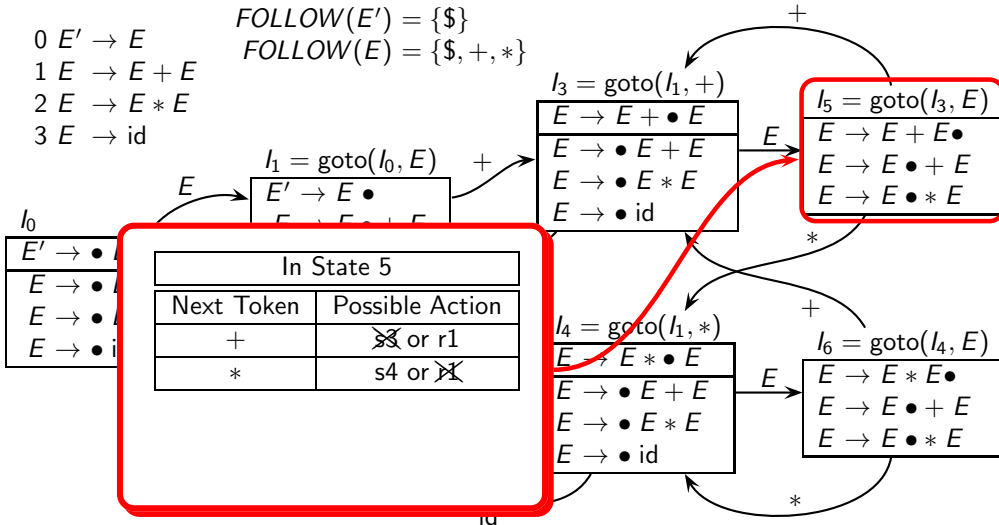 0 E′ → E
1 E → E + E
2 E → E ∗ E
3 E → id
FOLLOW(E′) = {$}
FOLLOW(E) = {$, +, ∗}
I0
E′ → ●
E → ●
E → ●
E → ●
E
I1 = goto(I0, E)
E′ → E ●
E → E ● + E
+
I3 = goto(I1, +)
E → E + ● E
E → ● E + E
E → ● E ∗ E
E → ● id
E
+
I5 = goto(I3, E)
E → E + E●
E → E ● + E
E → E ● ∗ E
∗
In State 5
Next Token Possible Action
+ s3 or r1
∗ s4 or r1
I4 = goto(I1, ∗)
E → E ∗ ● E
E → ● E + E
E → ● E ∗ E
E → ● id
E
+
I6 = goto(I4, E)
E → E ∗ E●
E → E ● + E
E → E ● ∗ E
∗
id